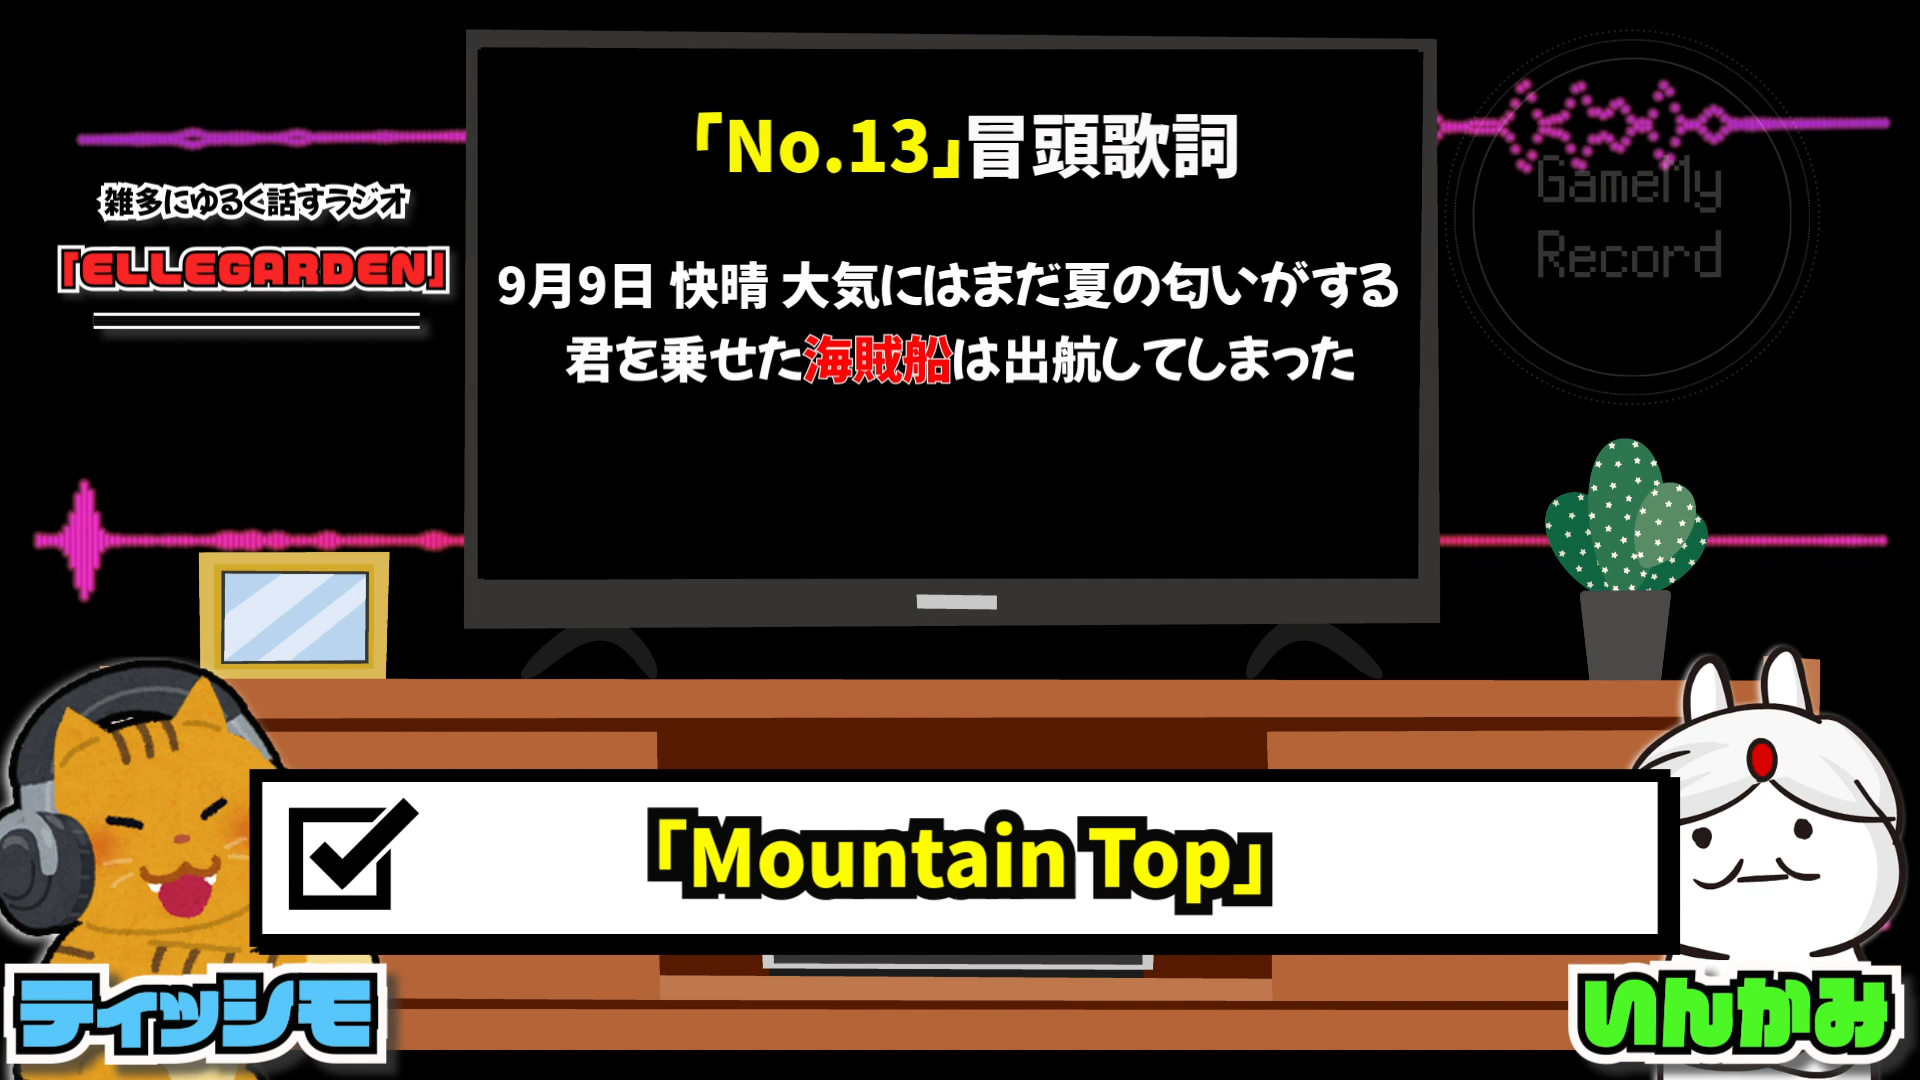 雑多にゆるく話すラジオ
「ELLEGARDEN」
「No.13」冒頭歌詞
9月9日 快晴 大気にはまだ夏の匂いがする
君を乗せた海賊船は出航してしまった
GameMy
Record
「Mountain Top」
ティッシモ
いんかみ